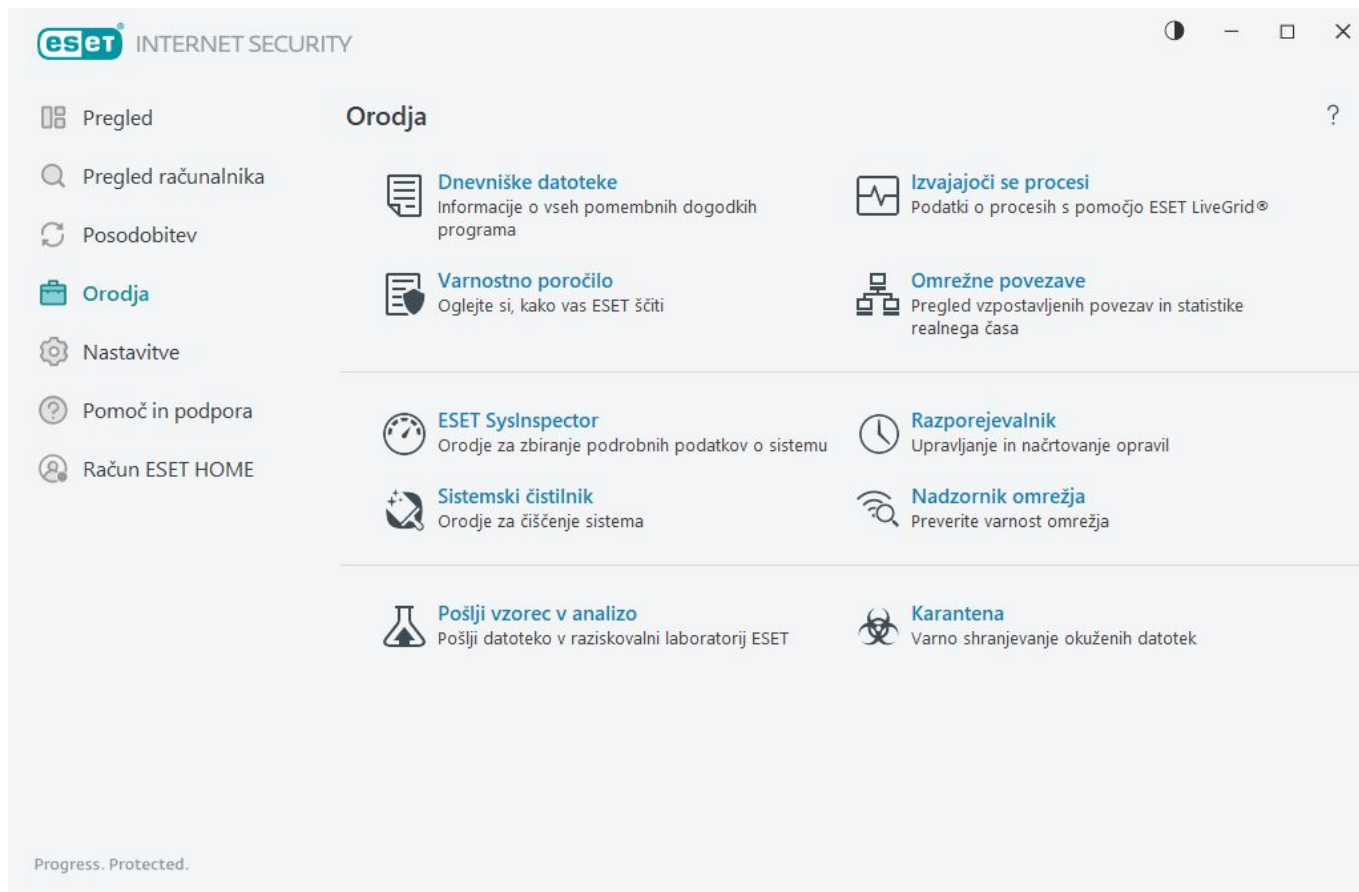 eset® INTERNET SECURITY
Pregled
Pregled računalnika
Posodobitev
Orodja
Nastavitve
Pomoč in podpora
Račun ESET HOME
Orodja
?
Dnevniške datoteke
Informacije o vseh pomembnih dogodkih
programa
Izvajajoči se procesi
Podatki o procesih s pomočjo ESET LiveGrid®
Varnostno poročilo
Oglejte si, kako vas ESET ščiti
Omrežne povezave
Pregled vzpostavljenih povezav in statistike
realnega časa
ESET SysInspector
Orodje za zbiranje podrobnih podatkov o sistemu
Razporejevalnik
Upravljanje in načrtovanje opravil
Sistemski čistilnik
Orodje za čiščenje sistema
Nadzornik omrežja
Preverite varnost omrežja
Pošlji vzorec v analizo
Pošlji datoteko v raziskovalni laboratorij ESET
Karantena
Varno shranjevanje okuženih datotek
Progress. Protected.